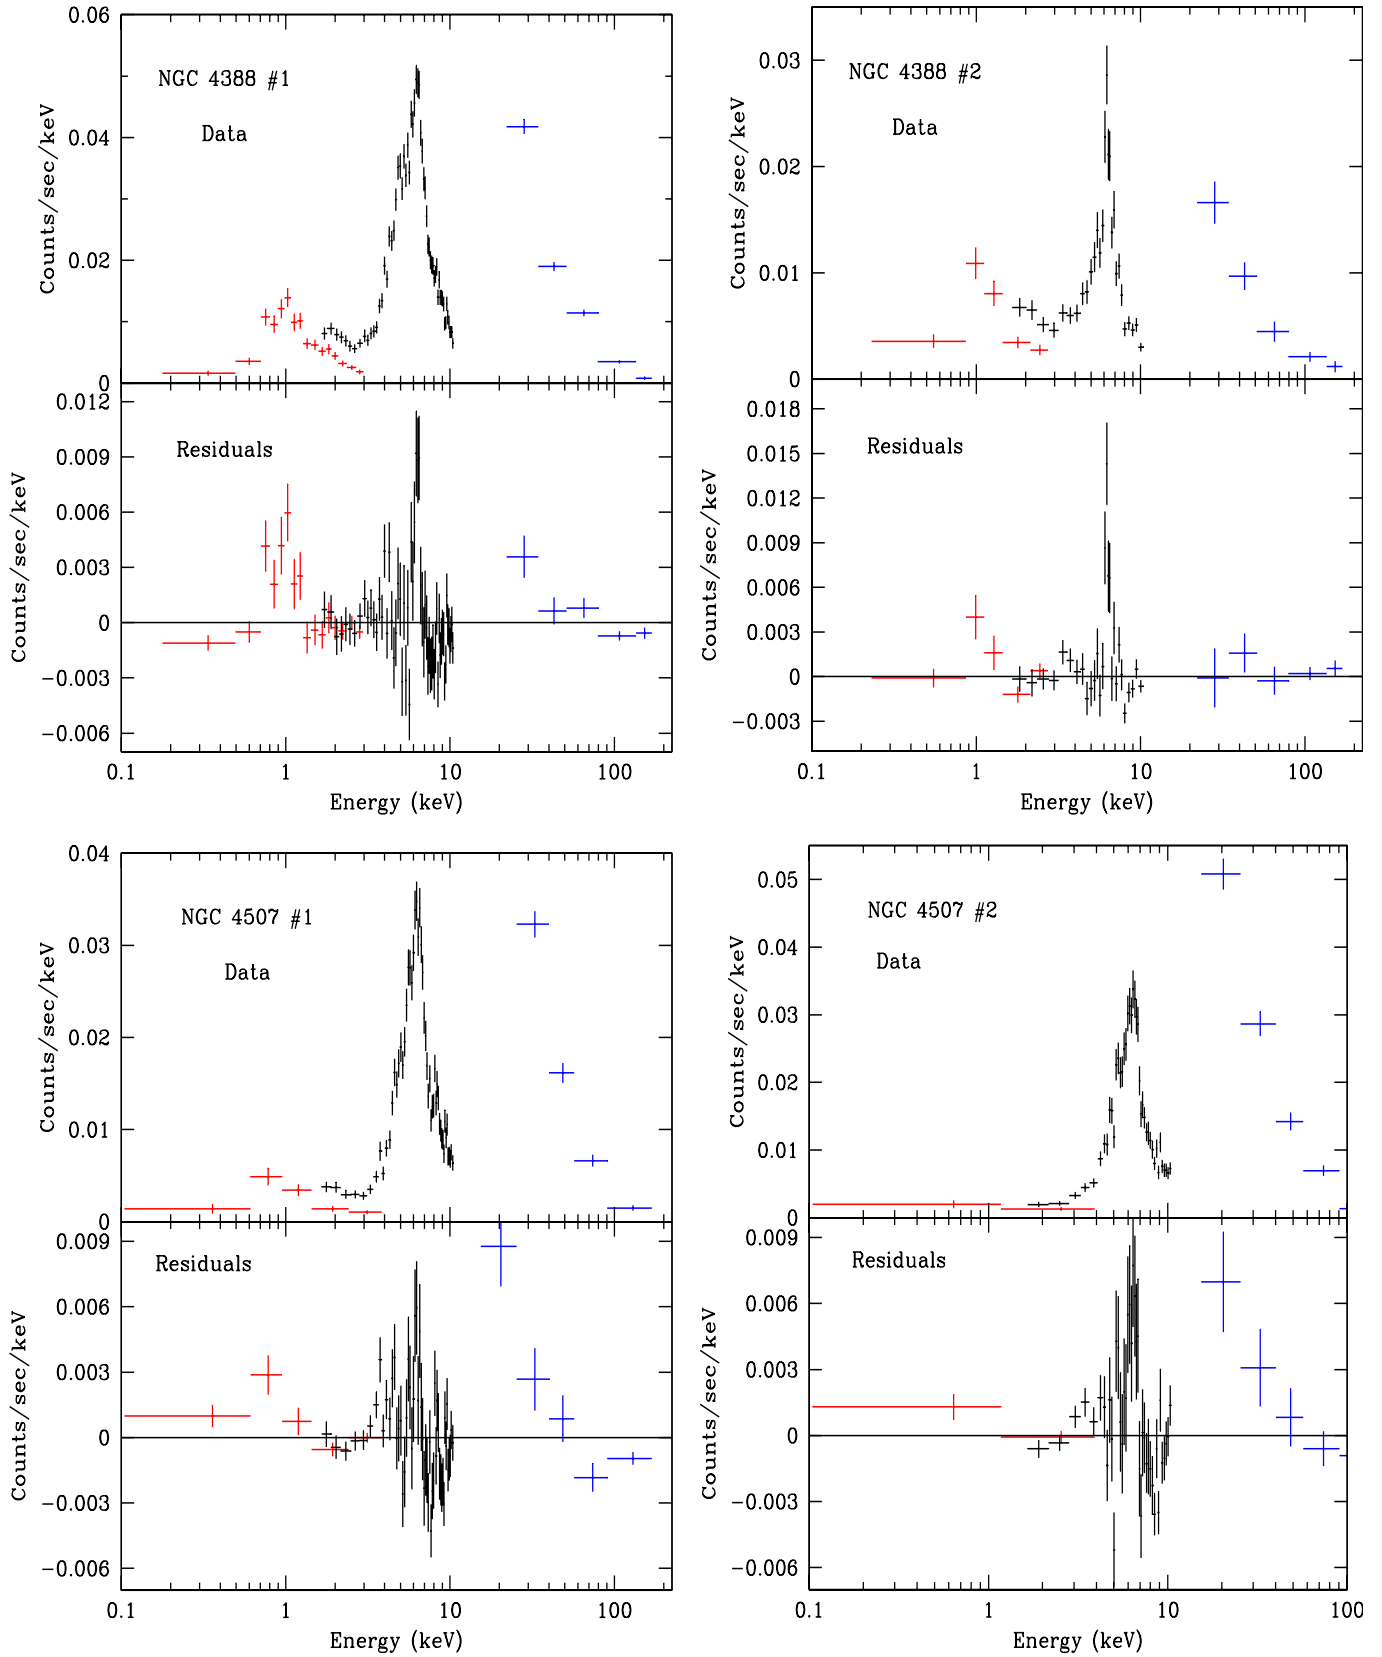 0.06
NGC 4388 #1
Data
0.04
0.02
0
Counts/sec/keV
0.012
Residuals
0.009
0.006
0.003
0
−0.003
−0.006
Counts/sec/keV
0.1 1 10 100
Energy (keV)
NGC 4388 #2
Data
0.03
0.02
0.01
0
Counts/sec/keV
0.018
Residuals
0.015
0.012
0.009
0.006
0.003
0
−0.003
Counts/sec/keV
0.1 1 10 100
Energy (keV)
0.04
NGC 4507 #1
Data
0.03
0.02
0.01
0
Counts/sec/keV
0.009
Residuals
0.006
0.003
0
−0.003
−0.006
Counts/sec/keV
0.1 1 10 100
Energy (keV)
0.05
NGC 4507 #2
Data
0.04
0.03
0.02
0.01
0
Counts/sec/keV
0.009
Residuals
0.006
0.003
0
−0.003
−0.006
Counts/sec/keV
0.1 1 10 100
Energy (keV)